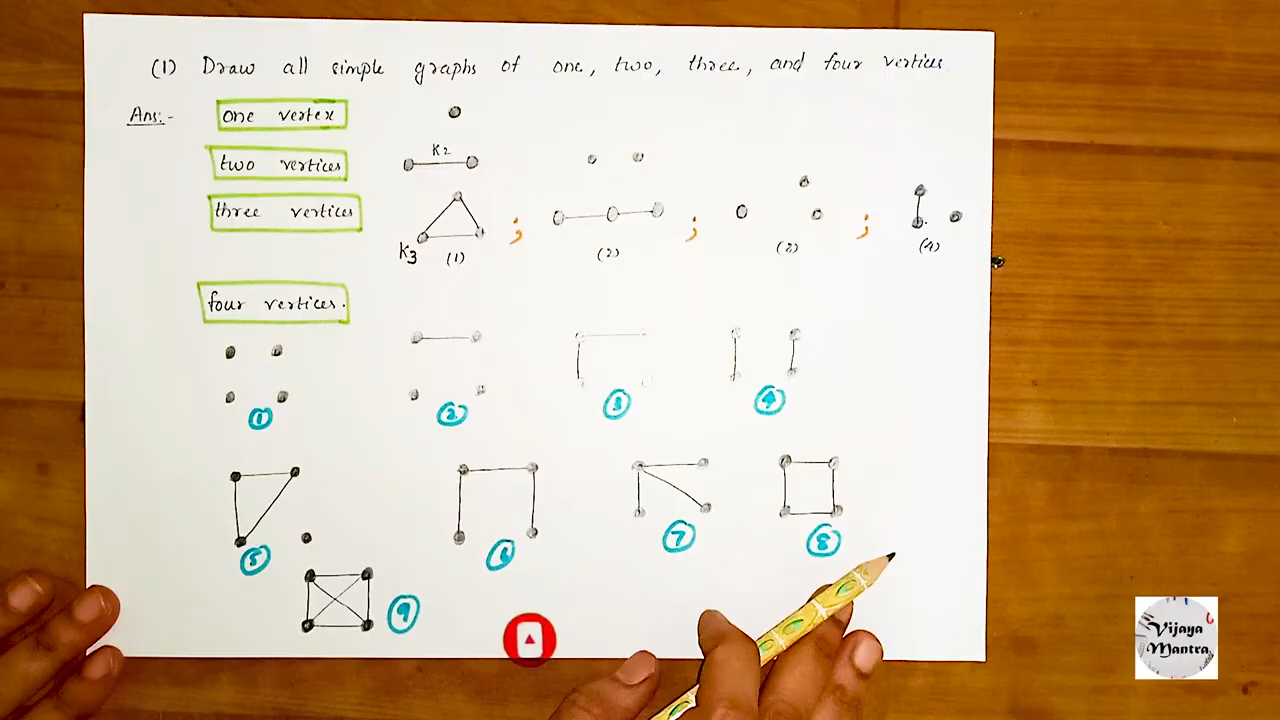 (1) Draw all simple graphs of one, two, three, and four vertices
Ans:-
one vertex
two vertices
K2
three vertices
K3
(1)
;
(2)
;
(3)
;
(4)
four vertices.
1
2
3
4
5
6
7
8
9
Vijaya
Mantra